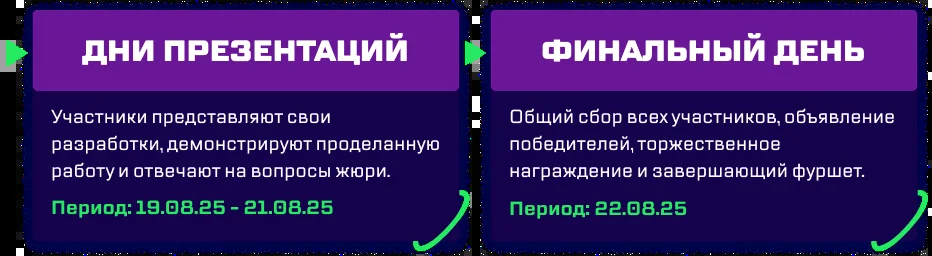 ДНИ ПРЕЗЕНТАЦИЙ
Участники представляют свои
разработки, демонстрируют проделанную
работу и отвечают на вопросы жюри.
Период: 19.08.25 - 21.08.25
ФИНАЛЬНЫЙ ДЕНЬ
Общий сбор всех участников, объявление
победителей, торжественное
награждение и завершающий фуршет.
Период: 22.08.25